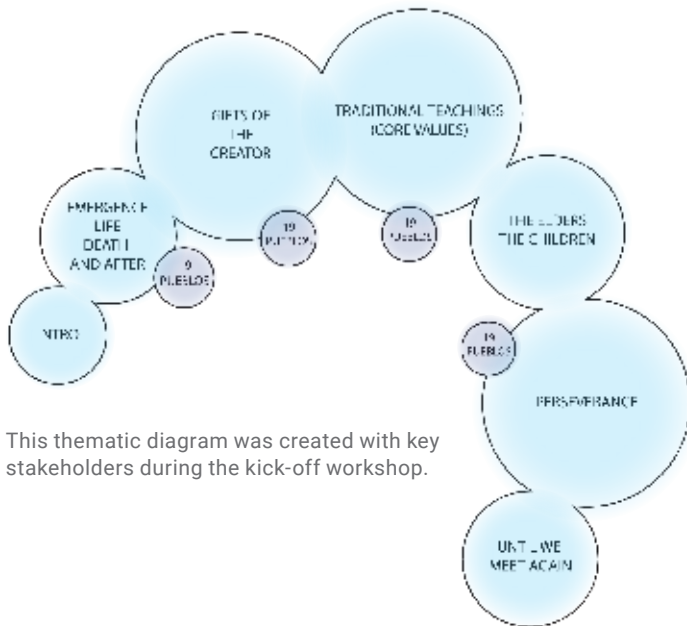 GIFTS OF
THE
CREATOR
TRADITIONAL TEACHINGS
(CORE VALUES)
EMERGENCE
LIFE
DEATH
AND AFTER
19
PUEBLOS
19
PUEBLOS
19
PUEBLOS
THE ELDERS
THE CHILDREN
INTRO
19
PUEBLOS
PERSEVERANCE
This thematic diagram was created with key
stakeholders during the kick-off workshop.
UNTIL WE
MEET AGAIN